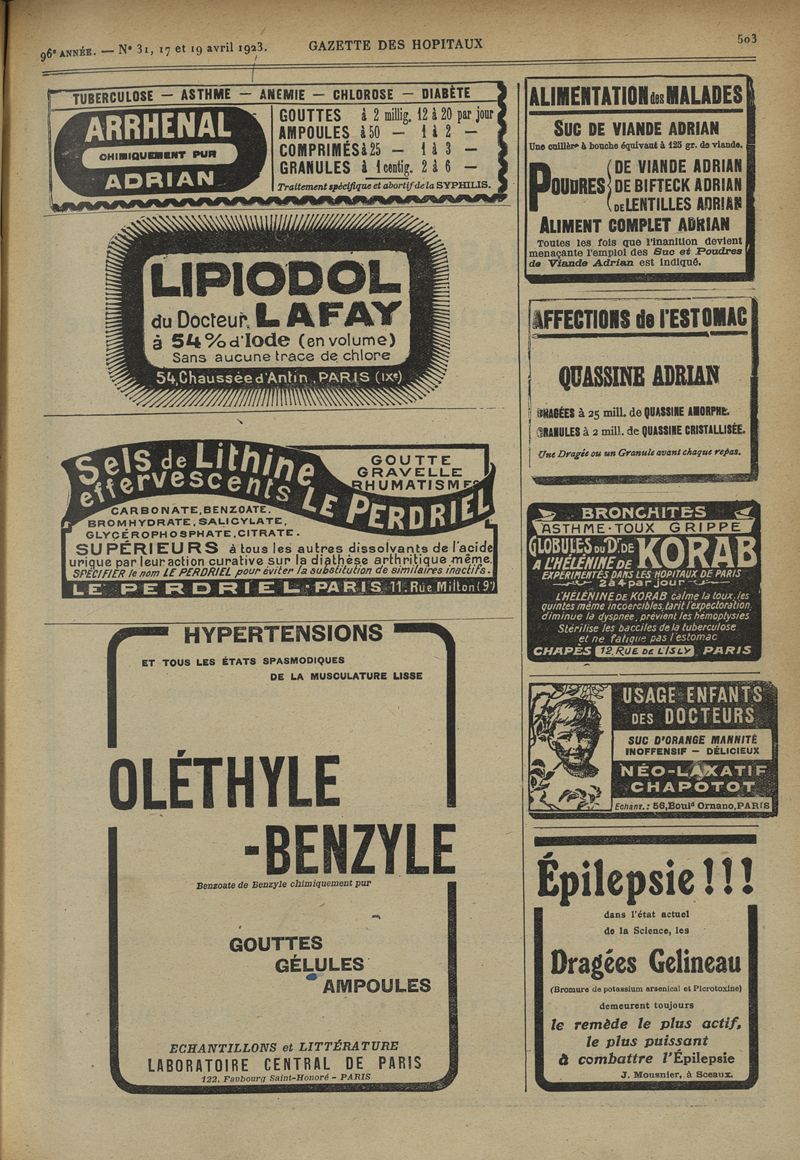 96e ANNÉE. — N° 31, 17 et 19 avril 1923.
GAZETTE DES HOPITAUX
503
TUBERCULOSE — ASTHME — ANEMIE — CHLOROSE — DIABÈTE
ARRHENAL
CHIMIQUEMENT PUR
ADRIAN
GOUTTES à 2 millig. 12 à 20 par jour
AMPOULES à 50 — 1 à 2 —
COMPRIMÉS à 25 — 1 à 3 —
GRANULES à 1 centig. 2 à 6 —
Traitement spécifique et abortif de la SYPHILIS.
LIPIODOL
du Docteur LAFAY
à 54% d'Iode (en volume)
Sans aucune trace de chlore
54, Chaussée d'Antin, PARIS (IXe)
Sels de Lithine
effervescents LE PERDRIEL
GOUTTE
GRAVELLE
RHUMATISMES
CARBONATE, BENZOATE.
BROMHYDRATE, SALICYLATE,
GLYCÉROPHOSPHATE, CITRATE.
SUPÉRIEURS à tous les autres dissolvants de l'acide
urique par leur action curative sur la diathèse arthritique même
SPÉCIFIER le nom LE PERDRIEL pour éviter la substitution de similaires inactifs.
LE PERDRIEL - PARIS 11. Rue Milton (9e)
HYPERTENSIONS
ET TOUS LES ÉTATS SPASMODIQUES
DE LA MUSCULATURE LISSE
OLÉTHYLE
-BENZYLE
Benzoate de Benzyle chimiquement pur
GOUTTES
GÉLULES
AMPOULES
ECHANTILLONS et LITTÉRATURE
LABORATOIRE CENTRAL DE PARIS
122, Faubourg Saint-Honoré - PARIS
ALIMENTATION des MALADES
SUC DE VIANDE ADRIAN
Une cuillère à bouche équivaut à 125 gr. de viande.
POUDRES
DE VIANDE ADRIAN
DE BIFTECK ADRIAN
DE LENTILLES ADRIAN
ALIMENT COMPLET ADRIAN
Toutes les fois que l'inanition devient
menaçante l'emploi des Suc et Poudres
de Viande Adrian est indiqué.
AFFECTIONS de l'ESTOMAC
QUASSINE ADRIAN
DRAGÉES à 25 mill. de QUASSINE AMORPHE.
GRANULES à 2 mill. de QUASSINE CRISTALLISÉE.
Une Dragée ou un Granule avant chaque repas.
BRONCHITES
ASTHME·TOUX GRIPPE
GLOBULES DU Dr. DE KORAB
A L'HÉLÉNINE DE
EXPÉRIMENTÉS DANS LES HOPITAUX DE PARIS
2 à 4 par jour
L'HÉLÉNINE DE KORAB calme la toux, les
quintes même incoercibles, tarit l'expectoration,
diminue la dyspnée, prévient les hémoptysies
Stérilise les bacilles de la tuberculose
et ne fatigue pas l'estomac
CHAPÈS 12, RUE DE L'ISLY, PARIS
USAGE ENFANTS
DES DOCTEURS
SUC D'ORANGE MANNITÉ
INOFFENSIF — DÉLICIEUX
NÉO-LAXATIF
CHAPOTOT
Echant.: 56, Bould Ornano, PARIS
Épilepsie!!!
dans l'état actuel
de la Science, les
Dragées Gelineau
(Bromure de potassium arsenical et Picrotoxine)
demeurent toujours
le remède le plus actif,
le plus puissant
à combattre l'Épilepsie
J. Mousnier, à Sceaux.